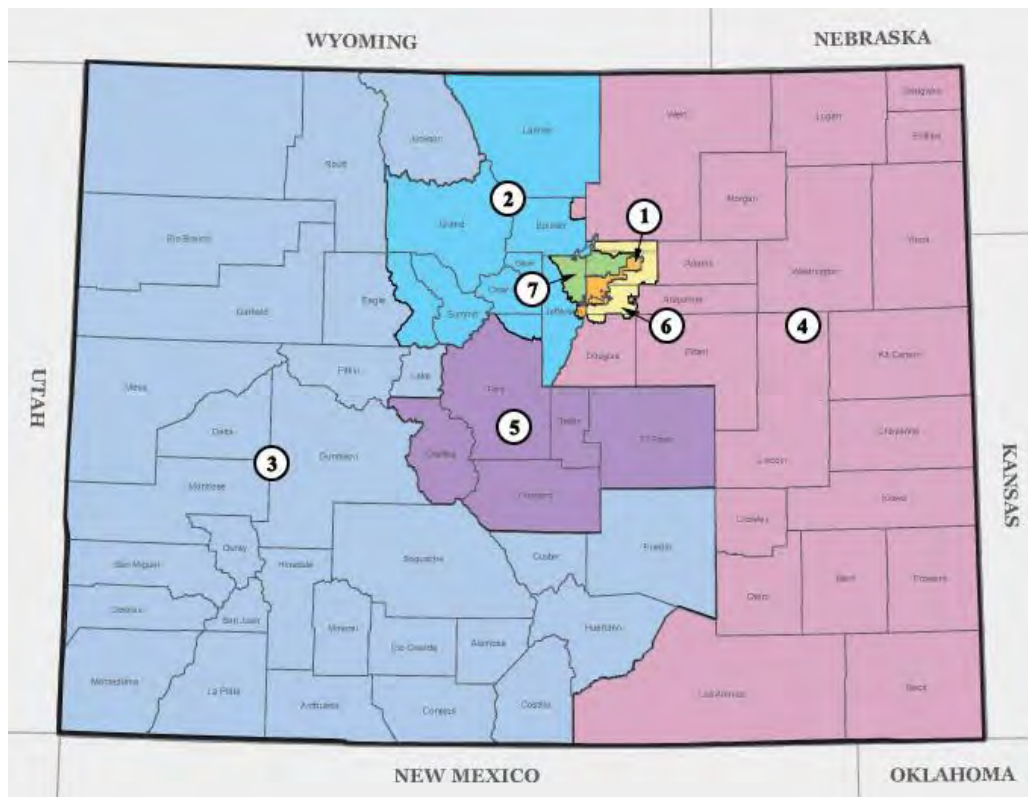 WYOMING
NEBRASKA
Sedgwick
Larimer
Weld
Logan
Jackson
Phillips
Routt
Morgan
2
1
Grand
Boulder
Rio Blanco
Yuma
Adams
Washington
Gilpin
7
Clear
Eagle
Arapahoe
Garfield
Summit
Jefferson
6
4
Douglas
Elbert
Kit Carson
Pitkin
Lake
Mesa
Park
UTAH
Teller
5
El Paso
Delta
Cheyenne
3
Gunnison
Chaffee
Lincoln
KANSAS
Montrose
Fremont
Kiowa
Crowley
Ouray
Custer
Pueblo
San Miguel
Hinsdale
Saguache
Bent
Prowers
Otero
Dolores
San Juan
Mineral
Huerfano
Rio Grande
Alamosa
Montezuma
La Plata
Las Animas
Baca
Archuleta
Conejos
Costilla
NEW MEXICO
OKLAHOMA